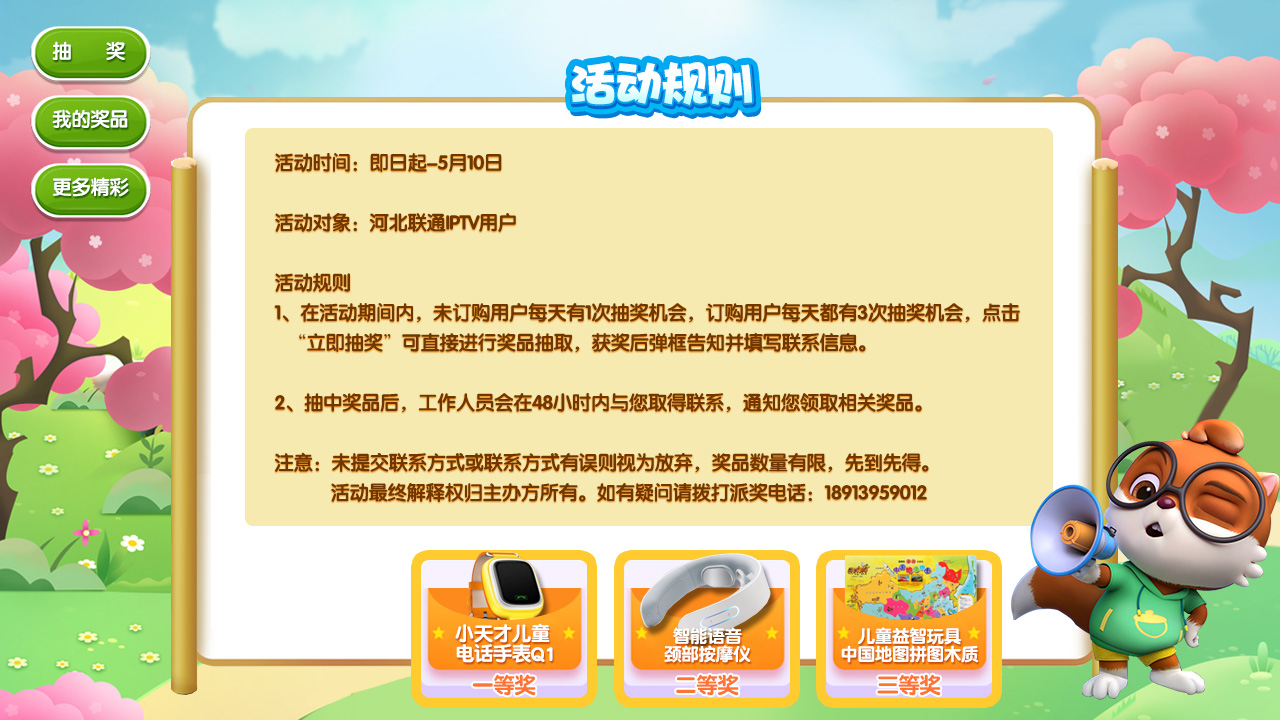 抽 奖
我的奖品
更多精彩
活动规则
活动时间：即日起-5月10日
活动对象：河北联通IPTV用户
活动规则
1、在活动期间内，未订购用户每天有1次抽奖机会，订购用户每天都有3次抽奖机会，点击
“立即抽奖”可直接进行奖品抽取，获奖后弹框告知并填写联系信息。
2、抽中奖品后，工作人员会在48小时内与您取得联系，通知您领取相关奖品。
注意：未提交联系方式或联系方式有误则视为放弃，奖品数量有限，先到先得。
活动最终解释权归主办方所有。如有疑问请拨打派奖电话：18913959012
小天才儿童
电话手表Q1
一等奖
智能语音
颈部按摩仪
二等奖
儿童益智玩具
中国地图拼图木质
三等奖